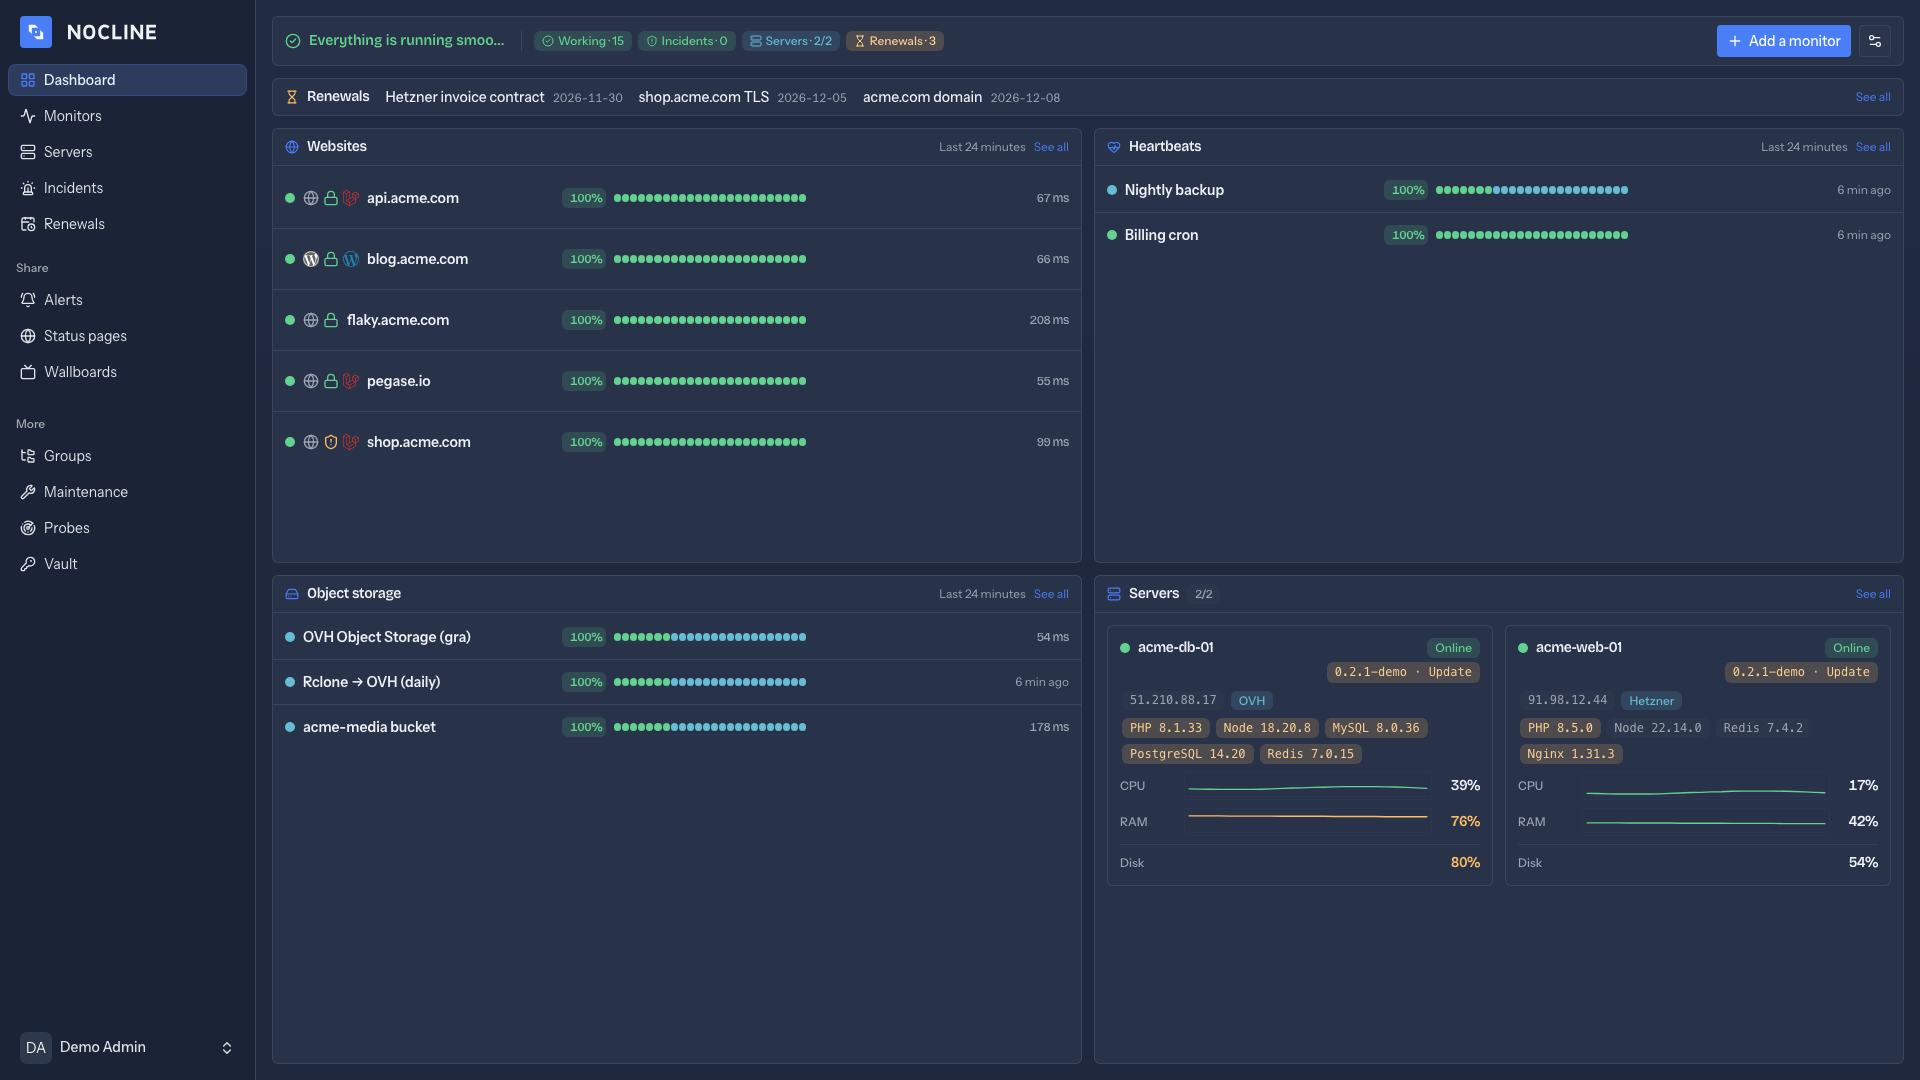 NOCLINE
Dashboard
Monitors
Servers
Incidents
Renewals
Share
Alerts
Status pages
Wallboards
More
Groups
Maintenance
Probes
Vault
DA Demo Admin
Everything is running smoo... Working · 15 Incidents · 0 Servers · 2/2 Renewals · 3 Add a monitor
Renewals Hetzner invoice contract 2026-11-30 shop.acme.com TLS 2026-12-05 acme.com domain 2026-12-08 See all
Websites Last 24 minutes See all
api.acme.com 100% 67 ms
blog.acme.com 100% 66 ms
flaky.acme.com 100% 208 ms
pegase.io 100% 55 ms
shop.acme.com 100% 99 ms
Heartbeats Last 24 minutes See all
Nightly backup 100% 6 min ago
Billing cron 100% 6 min ago
Object storage Last 24 minutes See all
OVH Object Storage (gra) 100% 54 ms
Rclone → OVH (daily) 100% 6 min ago
acme-media bucket 100% 178 ms
Servers 2/2 See all
acme-db-01 Online
0.2.1-demo · Update
51.210.88.17 OVH
PHP 8.1.33 Node 18.20.8 MySQL 8.0.36
PostgreSQL 14.20 Redis 7.0.15
CPU 39%
RAM 76%
Disk 80%
acme-web-01 Online
0.2.1-demo · Update
91.98.12.44 Hetzner
PHP 8.5.0 Node 22.14.0 Redis 7.4.2
Nginx 1.31.3
CPU 17%
RAM 42%
Disk 54%